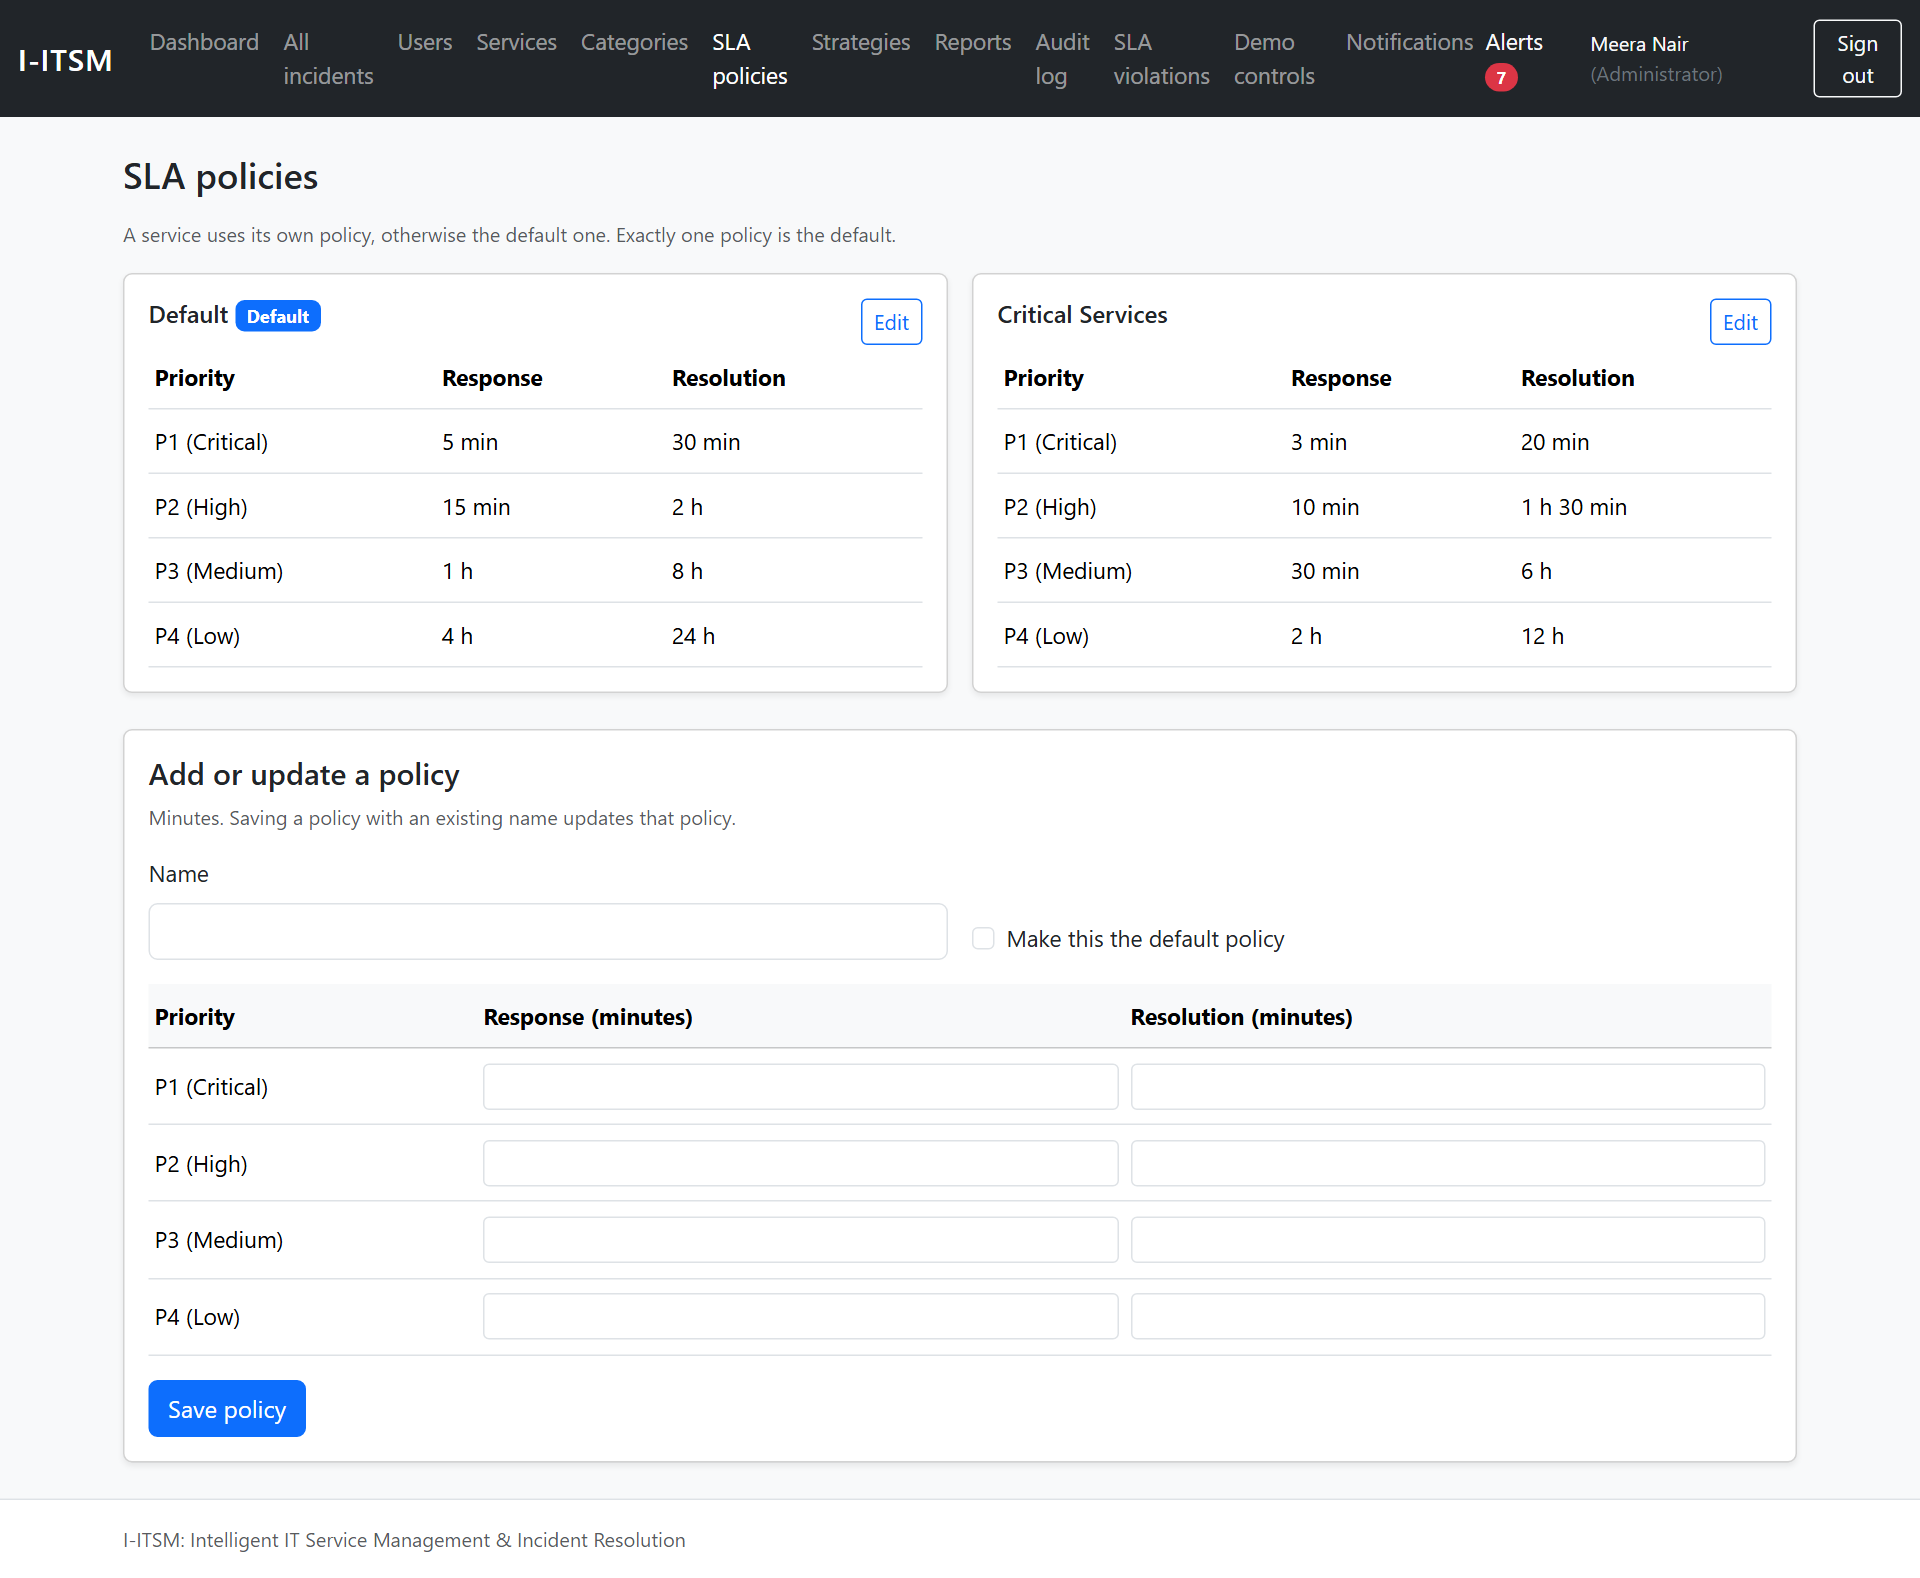 I-ITSM
Dashboard
All incidents
Users
Services
Categories
SLA policies
Strategies
Reports
Audit log
SLA violations
Demo controls
Notifications
Alerts 7
Meera Nair (Administrator)
Sign out
SLA policies
A service uses its own policy, otherwise the default one. Exactly one policy is the default.
Default Default Edit
Priority Response Resolution
P1 (Critical) 5 min 30 min
P2 (High) 15 min 2 h
P3 (Medium) 1 h 8 h
P4 (Low) 4 h 24 h
Critical Services Edit
Priority Response Resolution
P1 (Critical) 3 min 20 min
P2 (High) 10 min 1 h 30 min
P3 (Medium) 30 min 6 h
P4 (Low) 2 h 12 h
Add or update a policy
Minutes. Saving a policy with an existing name updates that policy.
Name
Make this the default policy
Priority Response (minutes) Resolution (minutes)
P1 (Critical)
P2 (High)
P3 (Medium)
P4 (Low)
Save policy
I-ITSM: Intelligent IT Service Management & Incident Resolution